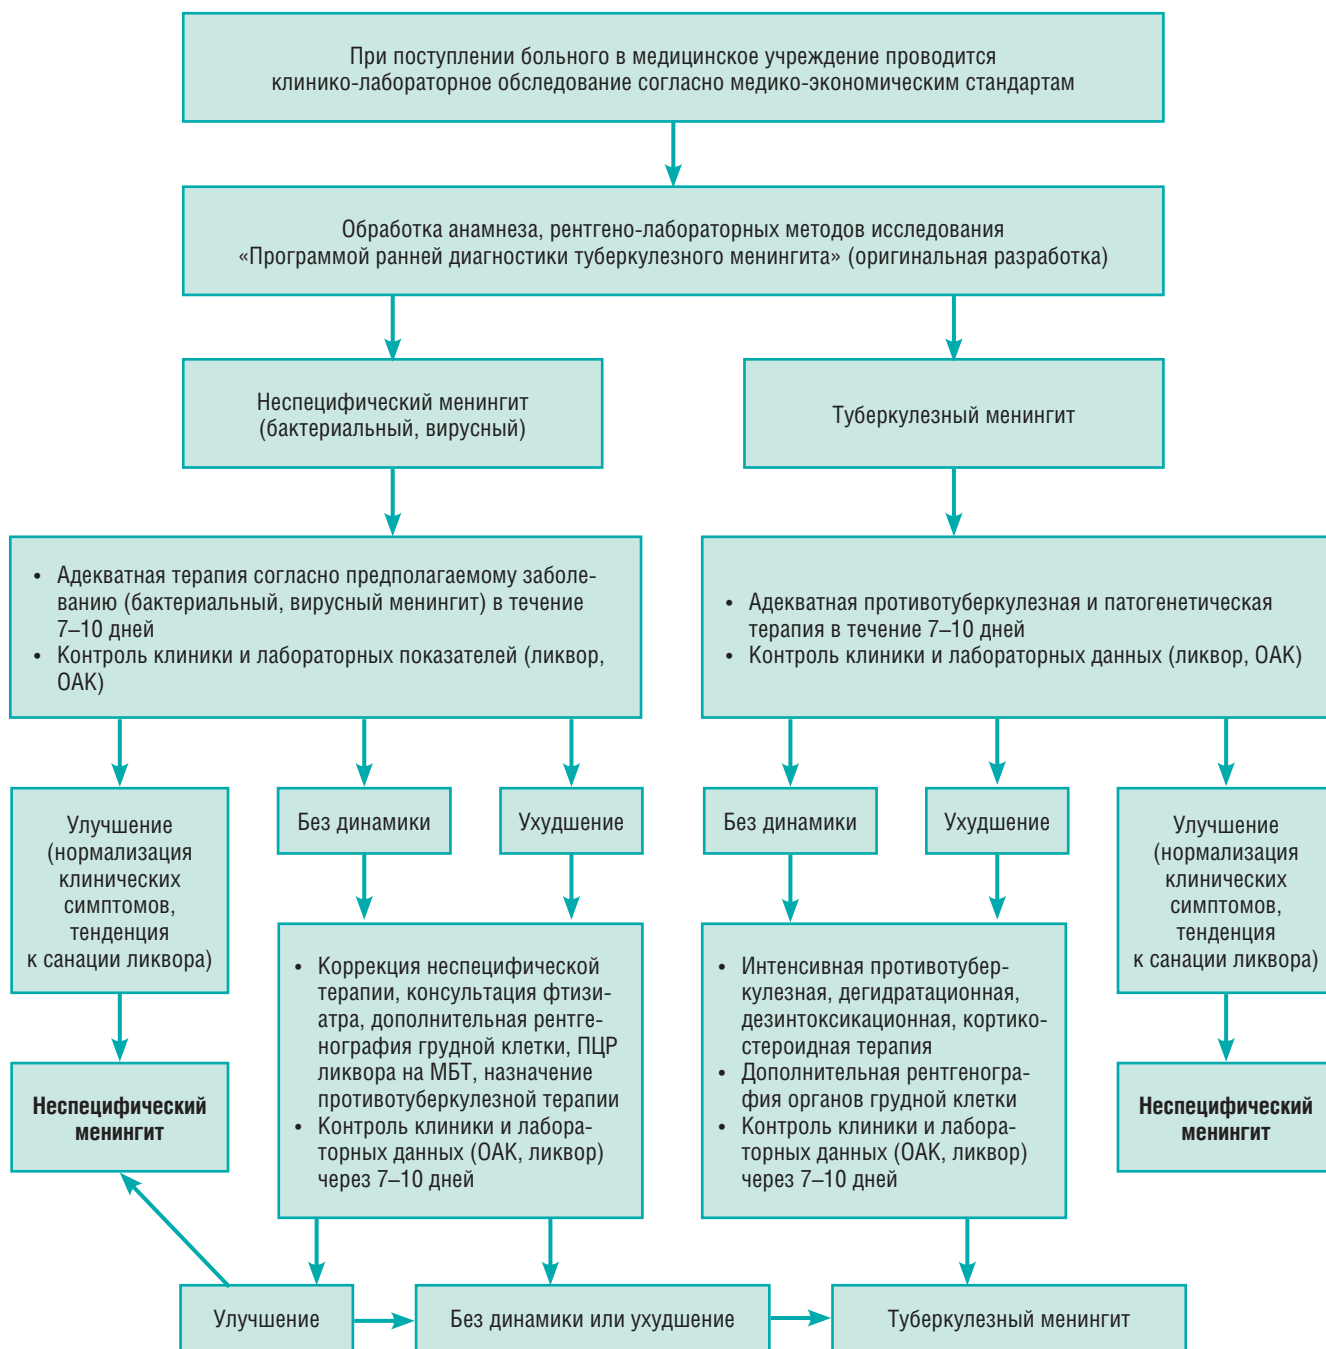 При поступлении больного в медицинское учреждение проводится
клинико-лабораторное обследование согласно медико-экономическим стандартам
Обработка анамнеза, рентгено-лабораторных методов исследования
«Программой ранней диагностики туберкулезного менингита» (оригинальная разработка)
Неспецифический менингит
(бактериальный, вирусный)
Туберкулезный менингит
• Адекватная терапия согласно предполагаемому заболе-
ванию (бактериальный, вирусный менингит) в течение
7–10 дней
• Контроль клиники и лабораторных показателей (ликвор,
ОАК)
• Адекватная противотуберкулезная и патогенетическая
терапия в течение 7–10 дней
• Контроль клиники и лабораторных данных (ликвор, ОАК)
Улучшение
(нормализация
клинических
симптомов,
тенденция
к санации ликвора)
Без динамики
Ухудшение
Без динамики
Ухудшение
Улучшение
(нормализация
клинических
симптомов,
тенденция
к санации ликвора)
• Коррекция неспецифической
терапии, консультация фтизи-
атра, дополнительная рентге-
нография грудной клетки, ПЦР
ликвора на МБТ, назначение
противотуберкулезной терапии
• Контроль клиники и лабора-
торных данных (ОАК, ликвор)
через 7–10 дней
• Интенсивная противотубер-
кулезная, дегидратационная,
дезинтоксикационная, кортико-
стероидная терапия
• Дополнительная рентгеногра-
фия органов грудной клетки
• Контроль клиники и лабора-
торных данных (ОАК, ликвор)
через 7–10 дней
Неспецифический
менингит
Неспецифический
менингит
Улучшение
Без динамики или ухудшение
Туберкулезный менингит